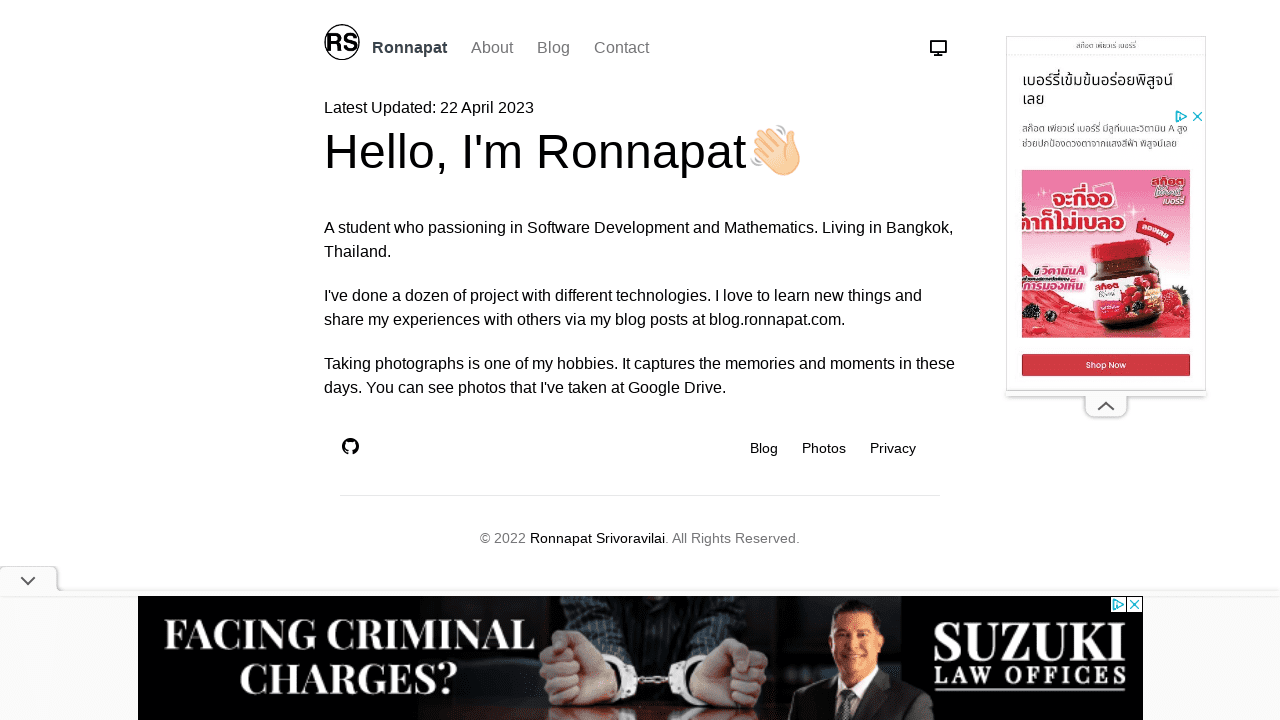 RS
Ronnapat About Blog Contact
Latest Updated: 22 April 2023
Hello, I'm Ronnapat👋🏻
A student who passioning in Software Development and Mathematics. Living in Bangkok,
Thailand.
I've done a dozen of project with different technologies. I love to learn new things and
share my experiences with others via my blog posts at blog.ronnapat.com.
Taking photographs is one of my hobbies. It captures the memories and moments in these
days. You can see photos that I've taken at Google Drive.
Blog Photos Privacy
© 2022 Ronnapat Srivoravilai. All Rights Reserved.
สก๊อต เพียวเร่ เบอร์รี่
เบอร์รี่เข้มข้นอร่อยพิสูจน์
เลย
สก๊อต เพียวเร่ เบอร์รี่ มีลูทีนและวิตามิน A สูง
ช่วยปกป้องดวงตาจากแสงสีฟ้า พิสูจน์เลย
สก๊อต
จะกี่จอ
ตาก็ไม่เบลอ
ลองเลย
มี วิตามินA
สก๊อต
Shop Now
FACING CRIMINAL
CHARGES?
SUZUKI
LAW OFFICES